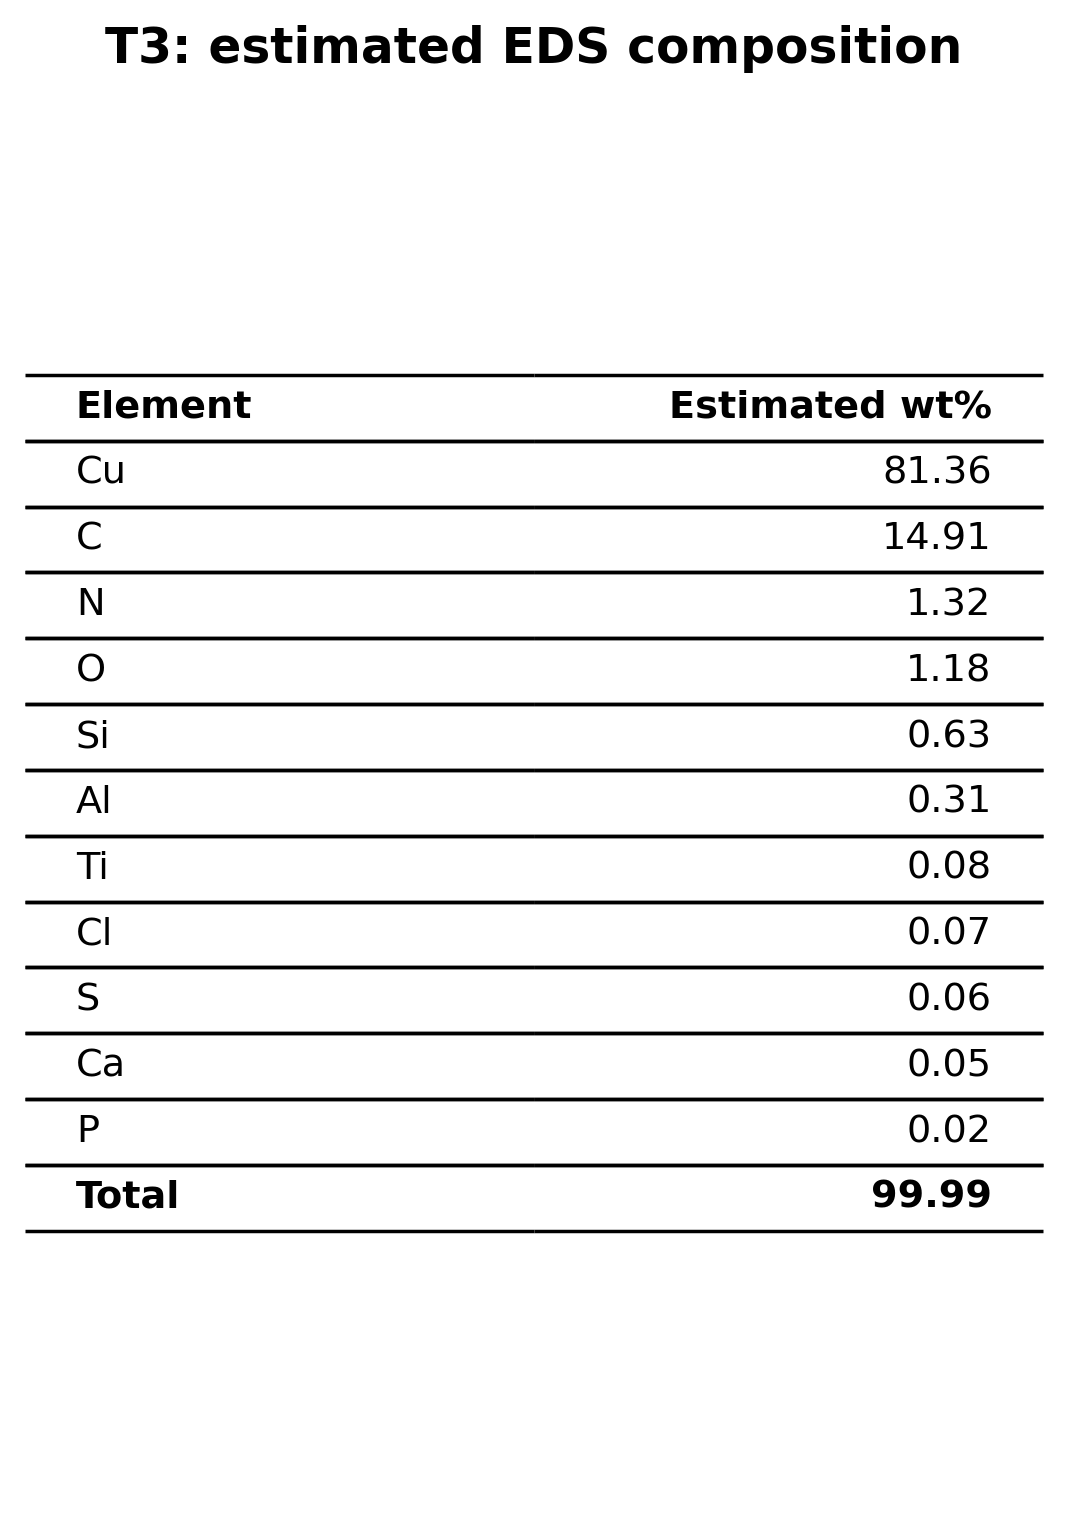 T3: estimated EDS composition
Element Estimated wt%
Cu 81.36
C 14.91
N 1.32
O 1.18
Si 0.63
Al 0.31
Ti 0.08
Cl 0.07
S 0.06
Ca 0.05
P 0.02
Total 99.99